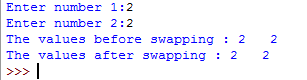 Enter number 1:2
Enter number 2:2
The values before swapping : 2   2
The values after swapping : 2   2
>>>